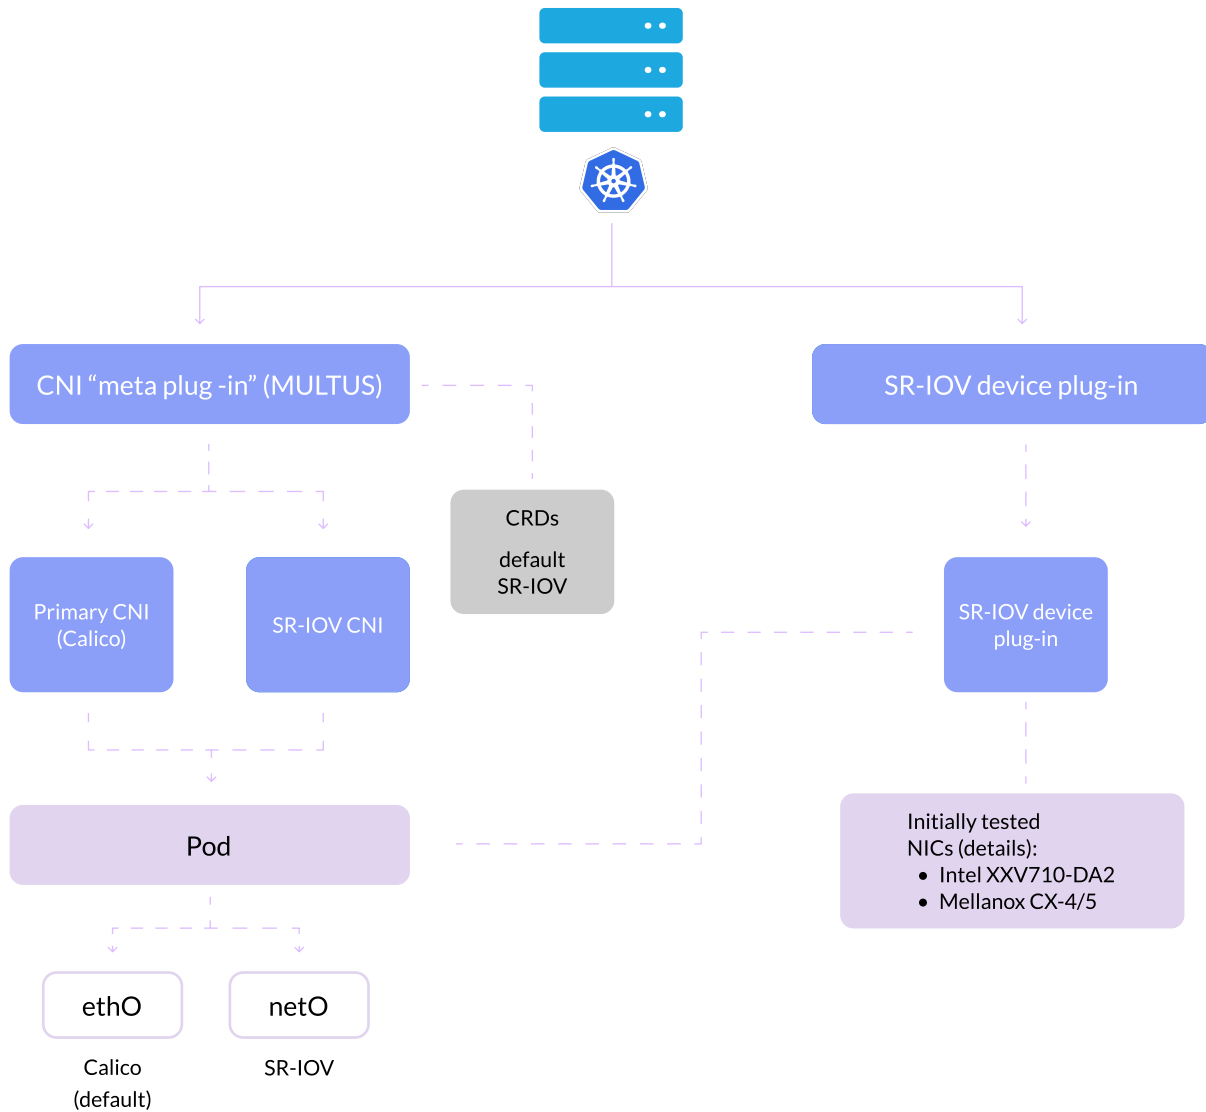 CNI “meta plug -in” (MULTUS)
SR-IOV device plug-in
CRDs
default
SR-IOV
Primary CNI
(Calico)
SR-IOV CNI
SR-IOV device
plug-in
Pod
Initially tested
NICs (details):
• Intel XXV710-DA2
• Mellanox CX-4/5
ethO
netO
Calico
(default)
SR-IOV